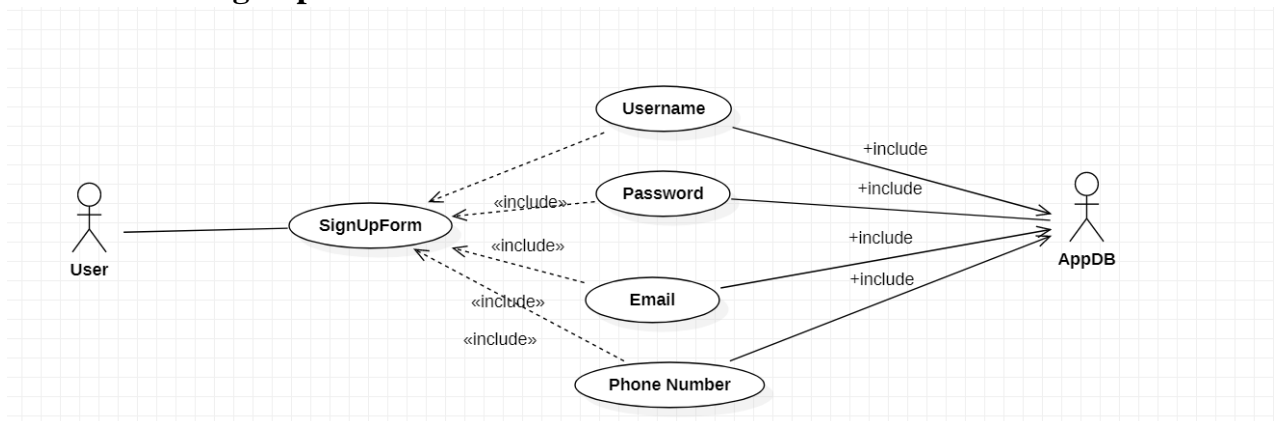 Username
+include
+include
Password
«include»
SignUpForm
+include
«include»
AppDB
User
+include
Email
«include»
«include»
Phone Number